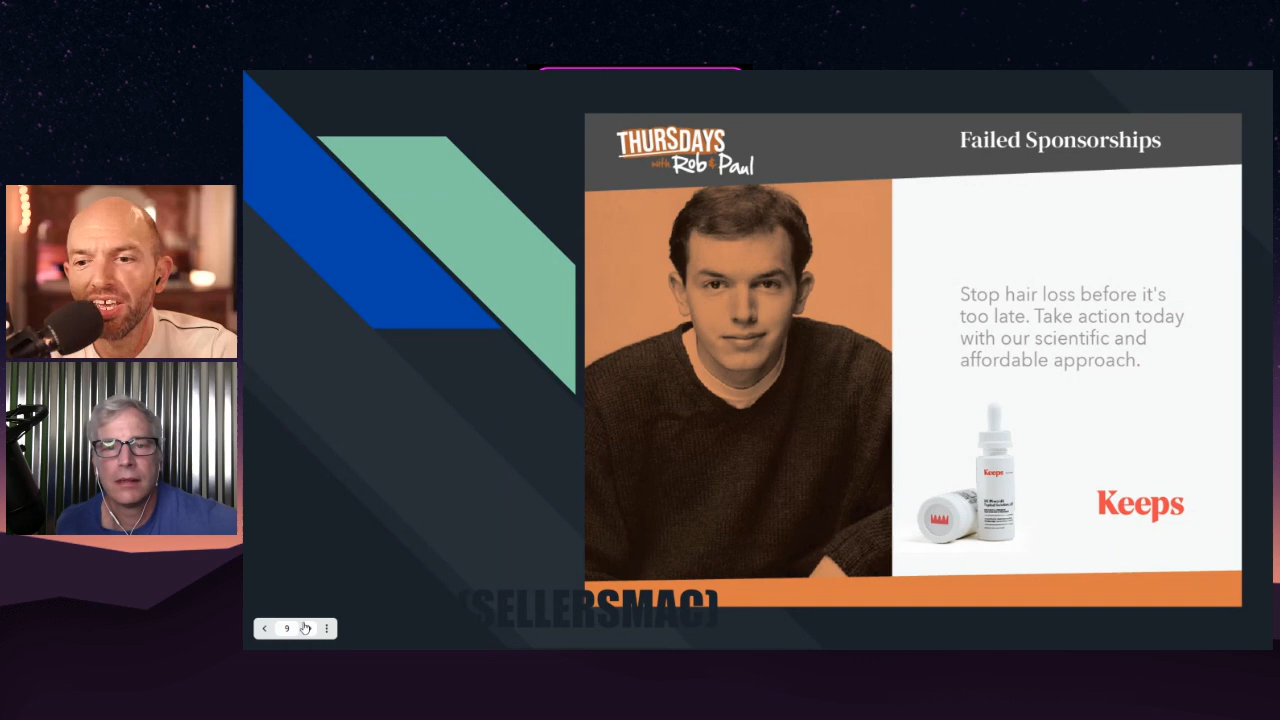 THURSDAYS
with Rob & Paul
Failed Sponsorships
Stop hair loss before it's
too late. Take action today
with our scientific and
affordable approach.
Keeps
Keeps
(SELLERSMAC)
9